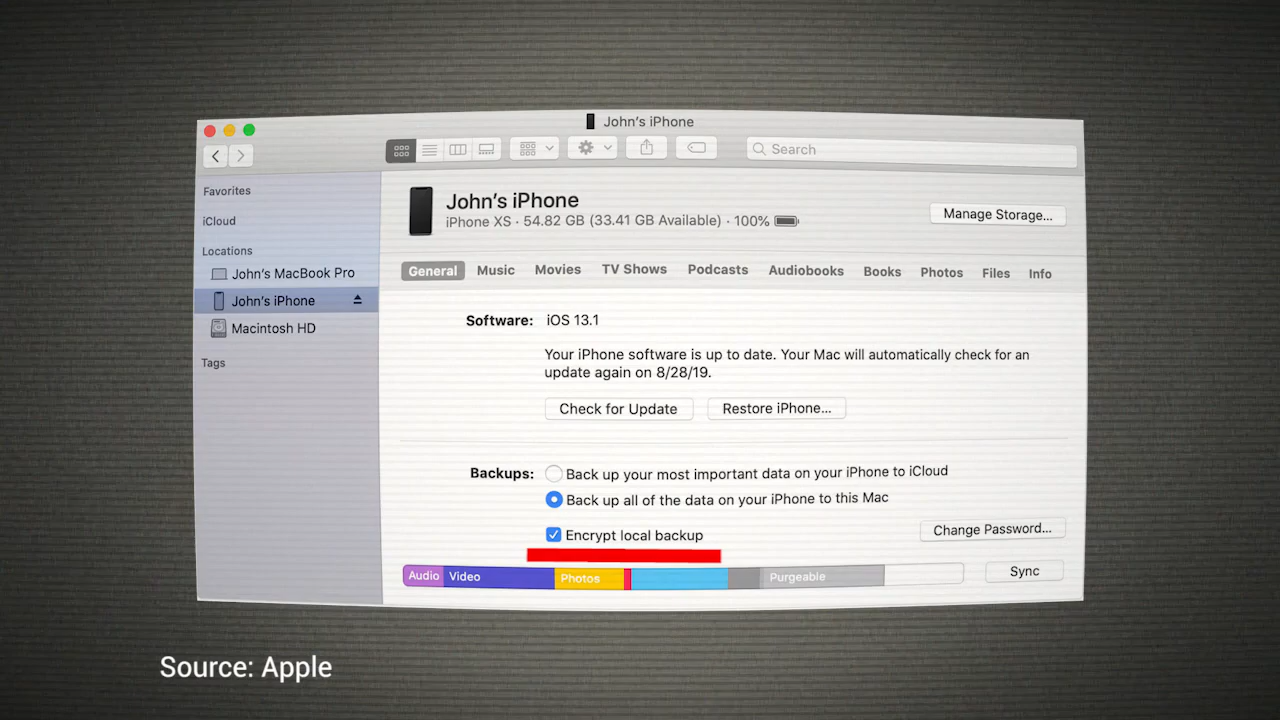 John's iPhone
Search
Favorites
iCloud
Locations
John's MacBook Pro
John's iPhone
Macintosh HD
Tags
John's iPhone
iPhone XS · 54.82 GB (33.41 GB Available) · 100%
Manage Storage...
General Music Movies TV Shows Podcasts Audiobooks Books Photos Files Info
Software: iOS 13.1
Your iPhone software is up to date. Your Mac will automatically check for an
update again on 8/28/19.
Check for Update Restore iPhone...
Backups: Back up your most important data on your iPhone to iCloud
Back up all of the data on your iPhone to this Mac
Encrypt local backup Change Password...
Audio Video Photos Purgeable Sync
Source: Apple